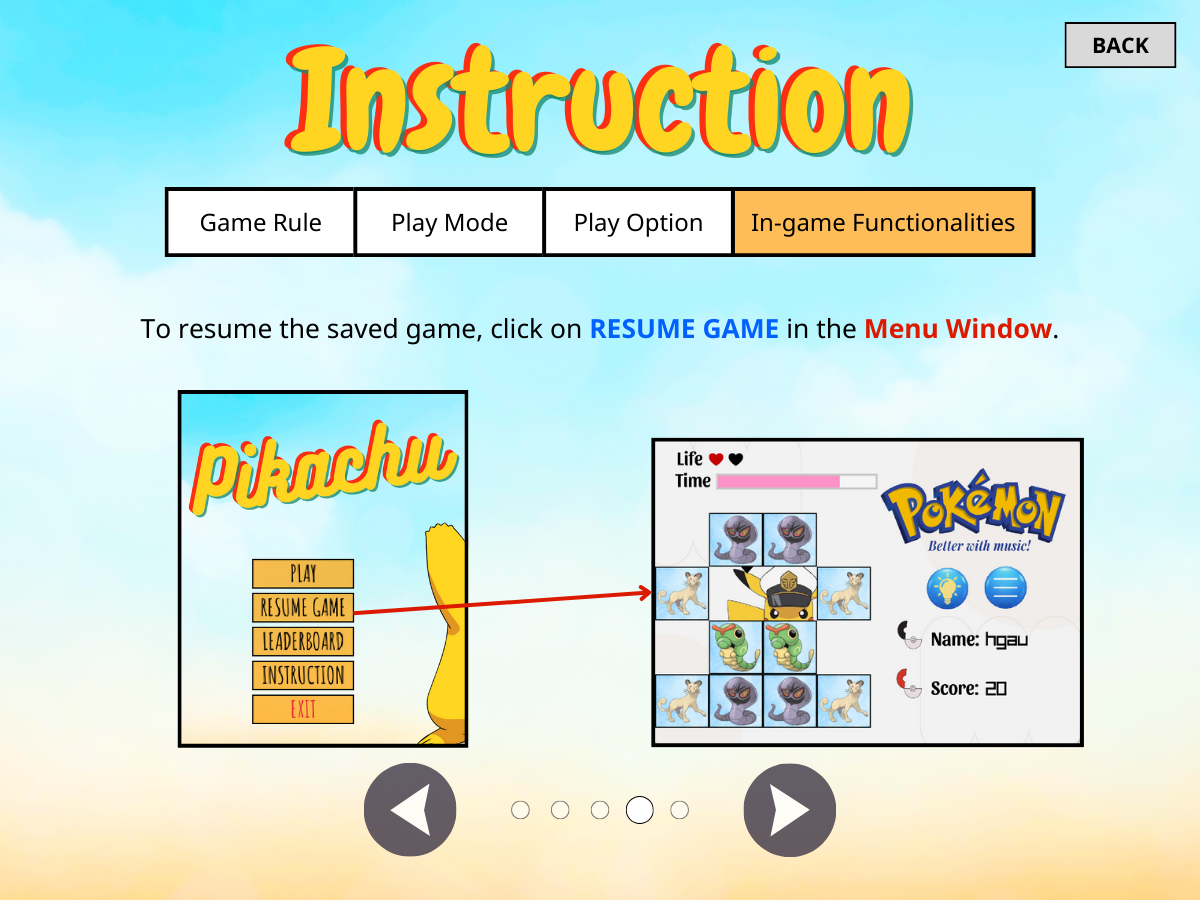 BACK
Instruction
Game Rule
Play Mode
Play Option
In-game Functionalities
To resume the saved game, click on RESUME GAME in the Menu Window.
Pikachu
PLAY
RESUME GAME
LEADERBOARD
INSTRUCTION
EXIT
Life
Time
POKéMON
Better with music!
Name: hgau
Score: 20